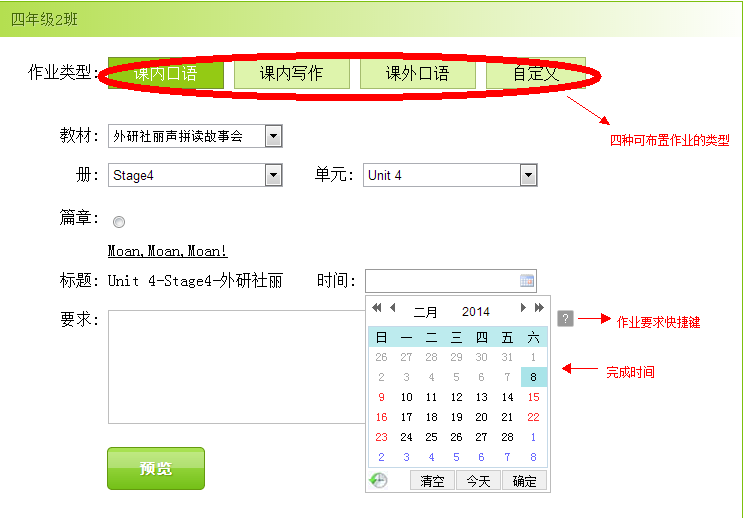 四年级2班
作业类型: 课内口语 课内写作 课外口语 自定义
四种可布置作业的类型
教材: 外研社丽声拼读故事会
册: Stage4 单元: Unit 4
篇章:
Moan,Moan,Moan!
标题: Unit 4-Stage4-外研社丽 时间:
二月 2014
要求: ? 作业要求快捷键
日 一 二 三 四 五 六
26 27 28 29 30 31 1
完成时间
2 3 4 5 6 7 8
9 10 11 12 13 14 15
16 17 18 19 20 21 22
23 24 25 26 27 28 1
2 3 4 5 6 7 8
预览
清空 今天 确定